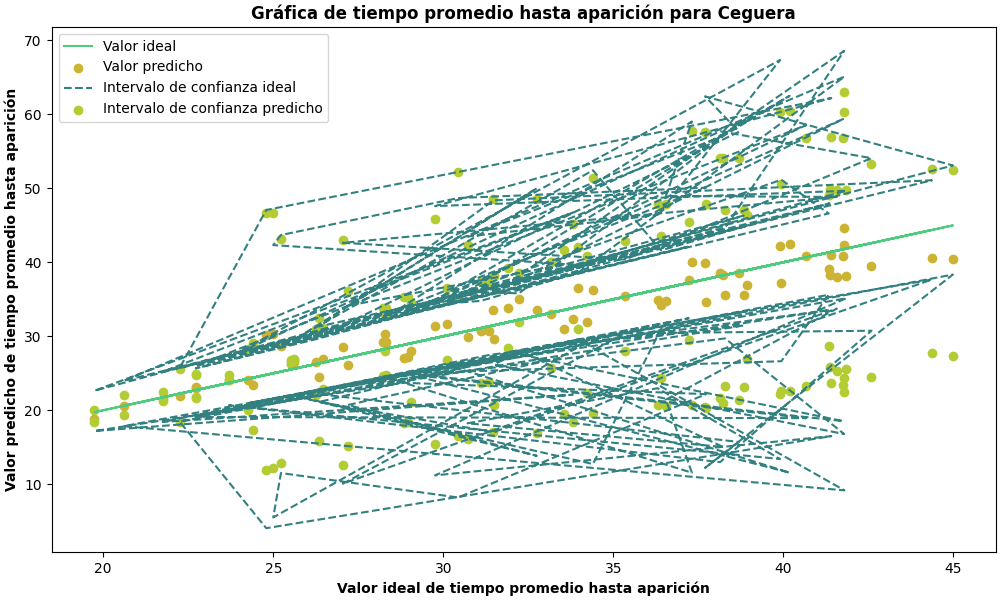 Gráfica de tiempo promedio hasta aparición para Ceguera
Valor ideal
Valor predicho
Intervalo de confianza ideal
Intervalo de confianza predicho
Valor predicho de tiempo promedio hasta aparición
70
60
50
40
30
20
10
20
25
30
35
40
45
Valor ideal de tiempo promedio hasta aparición